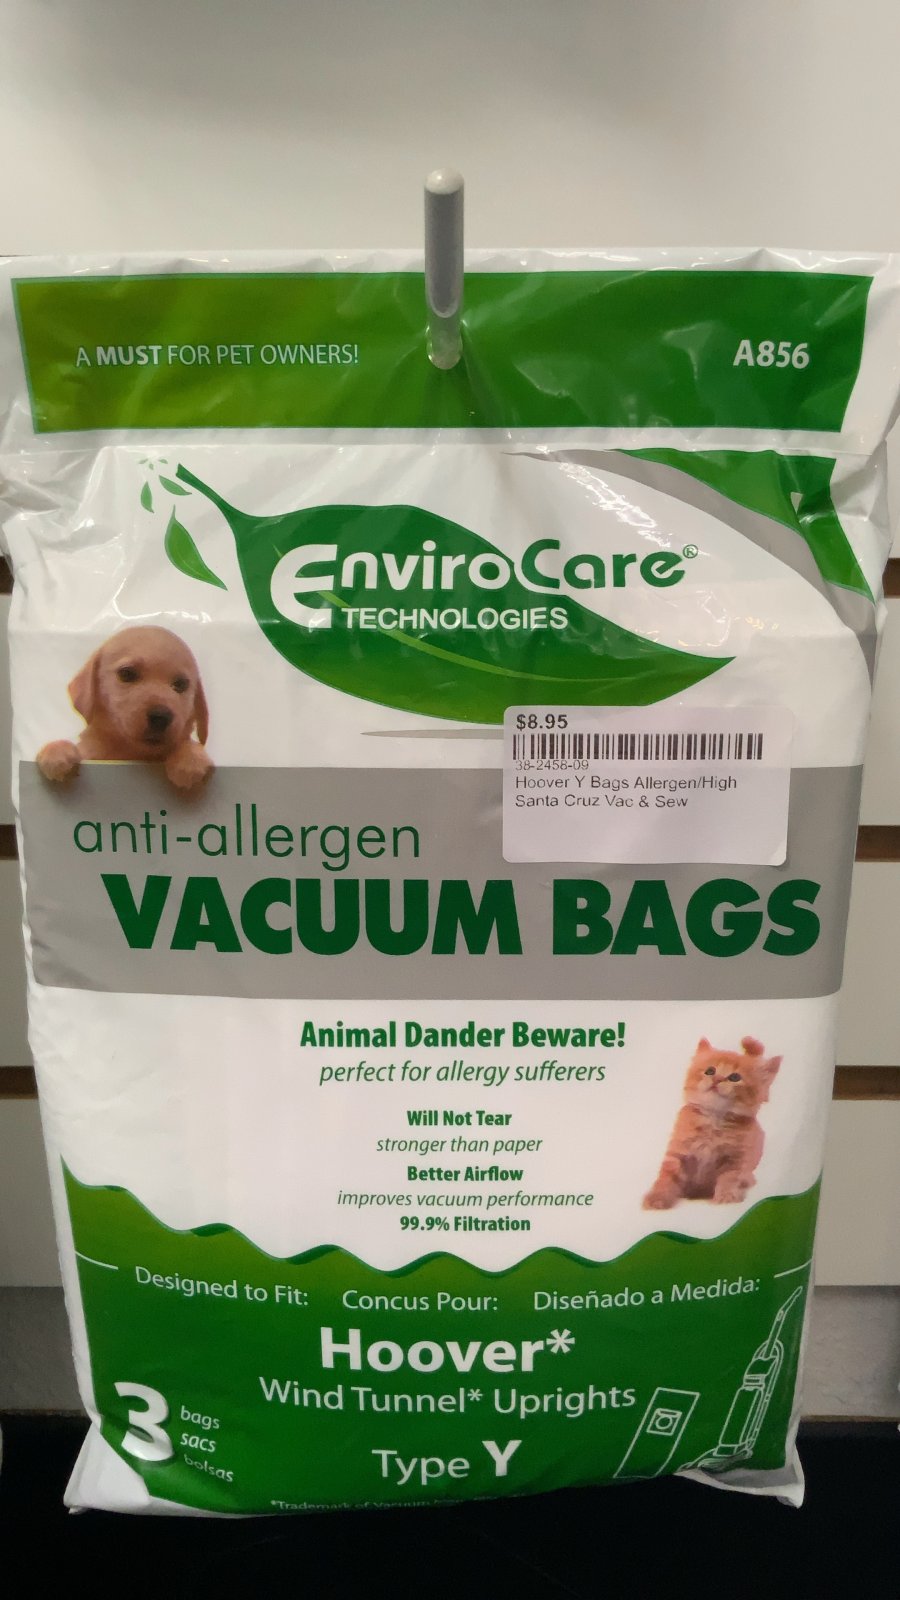 A MUST FOR PET OWNERS!
A856
EnviroCare®
TECHNOLOGIES
$8.95
38-2458-09
Hoover Y Bags Allergen/High
Santa Cruz Vac & Sew
anti-allergen
VACUUM BAGS
Animal Dander Beware!
perfect for allergy sufferers
Will Not Tear
stronger than paper
Better Airflow
improves vacuum performance
99.9% Filtration
Designed to Fit: Concus Pour: Diseñado a Medida:
Hoover*
Wind Tunnel* Uprights
Type Y
3 bags
sacs
bolsas
*Trademark of Vacuum